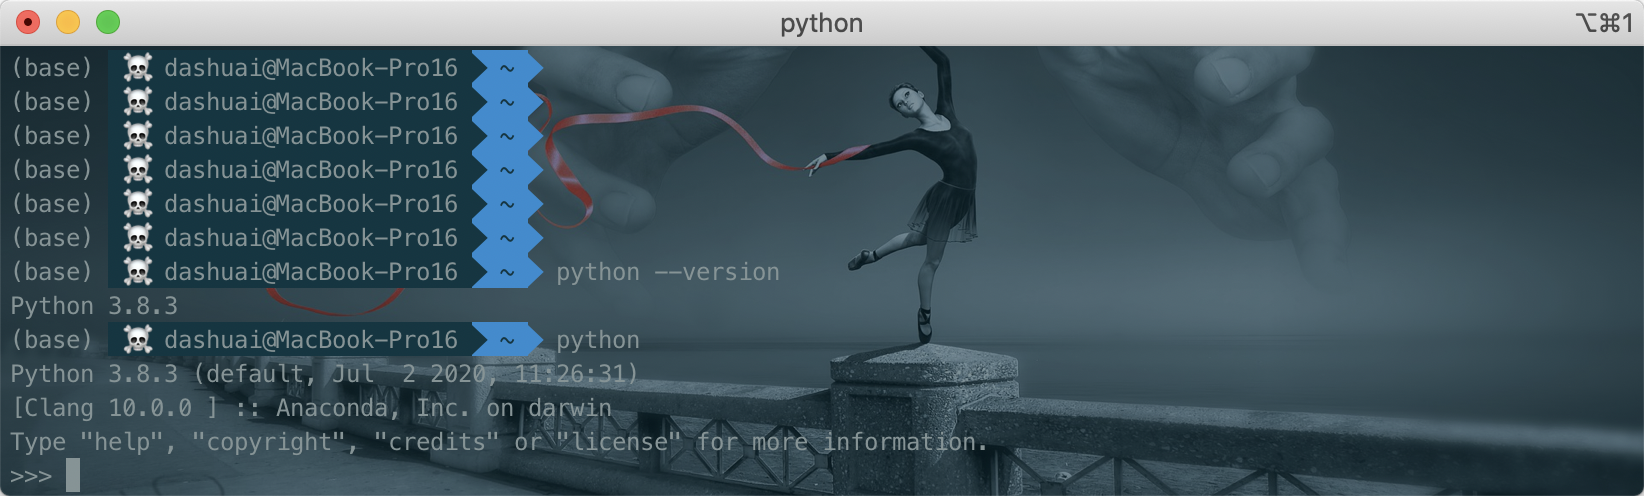 python ⌥⌘1
(base) ☠️ dashuai@MacBook-Pro16 ~
(base) ☠️ dashuai@MacBook-Pro16 ~
(base) ☠️ dashuai@MacBook-Pro16 ~
(base) ☠️ dashuai@MacBook-Pro16 ~
(base) ☠️ dashuai@MacBook-Pro16 ~
(base) ☠️ dashuai@MacBook-Pro16 ~
(base) ☠️ dashuai@MacBook-Pro16 ~ python --version
Python 3.8.3
(base) ☠️ dashuai@MacBook-Pro16 ~ python
Python 3.8.3 (default, Jul  2 2020, 11:26:31)
[Clang 10.0.0 ] :: Anaconda, Inc. on darwin
Type "help", "copyright", "credits" or "license" for more information.
>>>